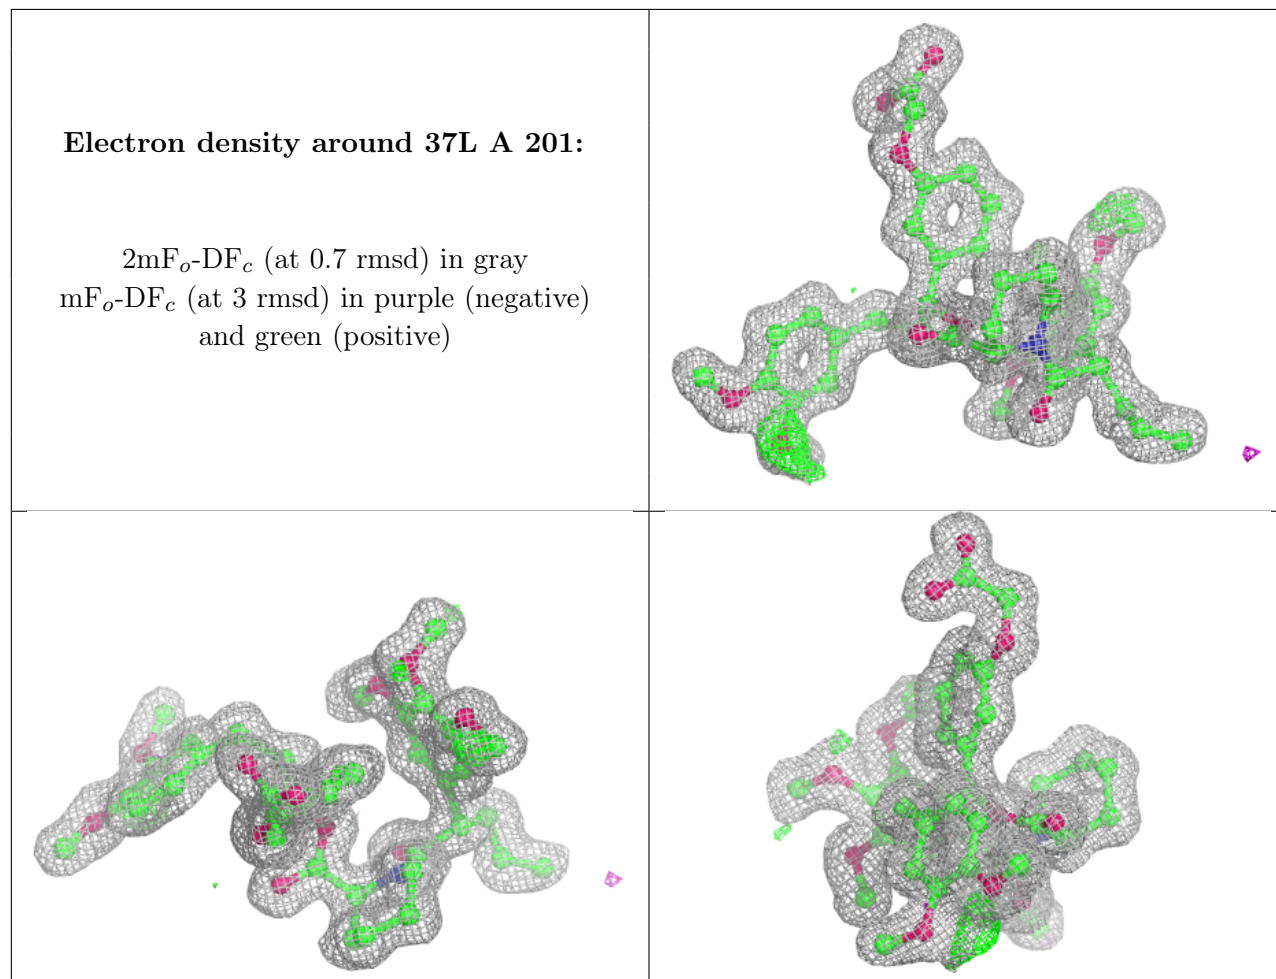 Electron density around 37L A 201:
2mFo-DFc (at 0.7 rmsd) in gray
mFo-DFc (at 3 rmsd) in purple (negative)
and green (positive)